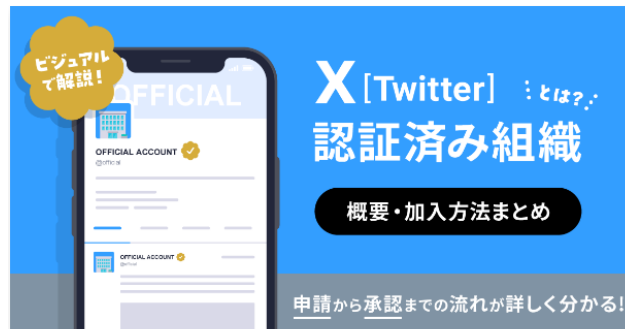 ビジュアル
で解説!
OFFICIAL
OFFICIAL ACCOUNT
@official
OFFICIAL ACCOUNT
@official
X[Twitter] とは?
認証済み組織
概要・加入方法まとめ
申請から承認までの流れが詳しく分かる!